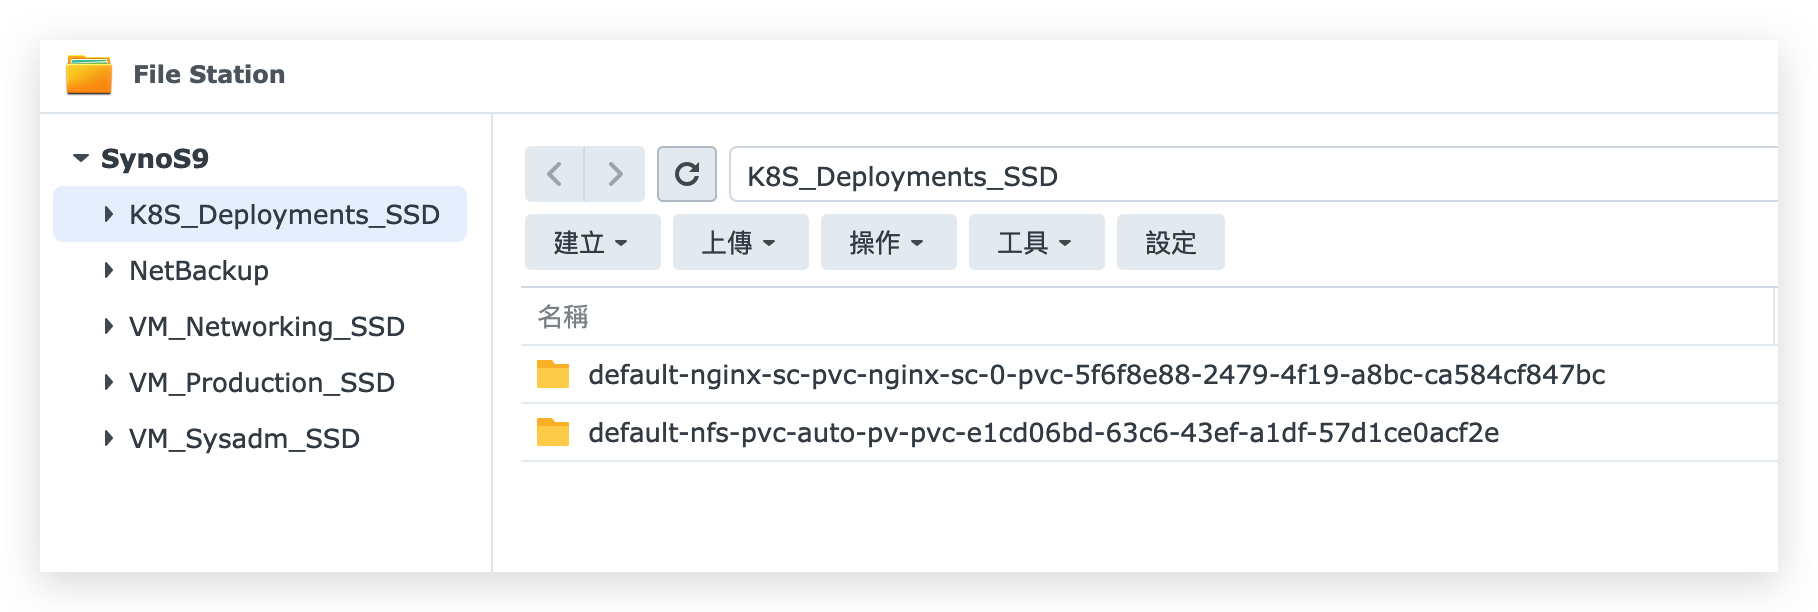 File Station
SynoS9
K8S_Deployments_SSD
NetBackup
VM_Networking_SSD
VM_Production_SSD
VM_Sysadm_SSD
K8S_Deployments_SSD
建立 上傳 操作 工具 設定
名稱
default-nginx-sc-pvc-nginx-sc-0-pvc-5f6f8e88-2479-4f19-a8bc-ca584cf847bc
default-nfs-pvc-auto-pv-pvc-e1cd06bd-63c6-43ef-a1df-57d1ce0acf2e